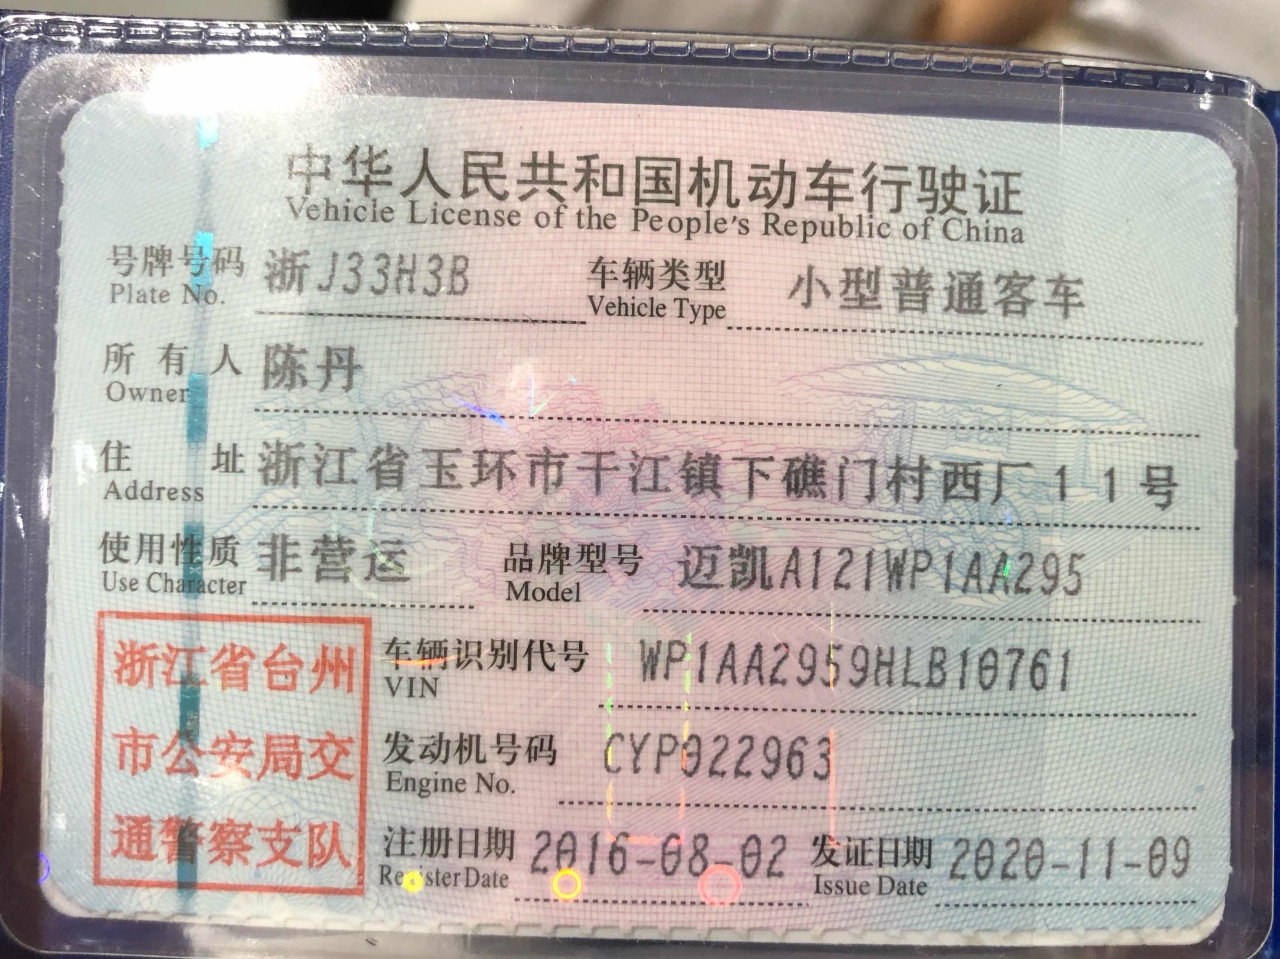 中华人民共和国机动车行驶证
Vehicle License of the People's Republic of China
号牌号码 浙J33H3B 车辆类型 小型普通客车
Plate No. Vehicle Type
所有人 陈丹
Owner
住址 浙江省玉环市干江镇下礁门村西厂11号
Address
使用性质 非营运 品牌型号 迈凯A121WP1AA295
Use Character Model
车辆识别代号 WP1AA2959HLB10761
VIN
发动机号码 CYP022963
Engine No.
注册日期 2016-08-02 发证日期 2020-11-09
Register Date Issue Date
浙江省台州
市公安局交
通警察支队